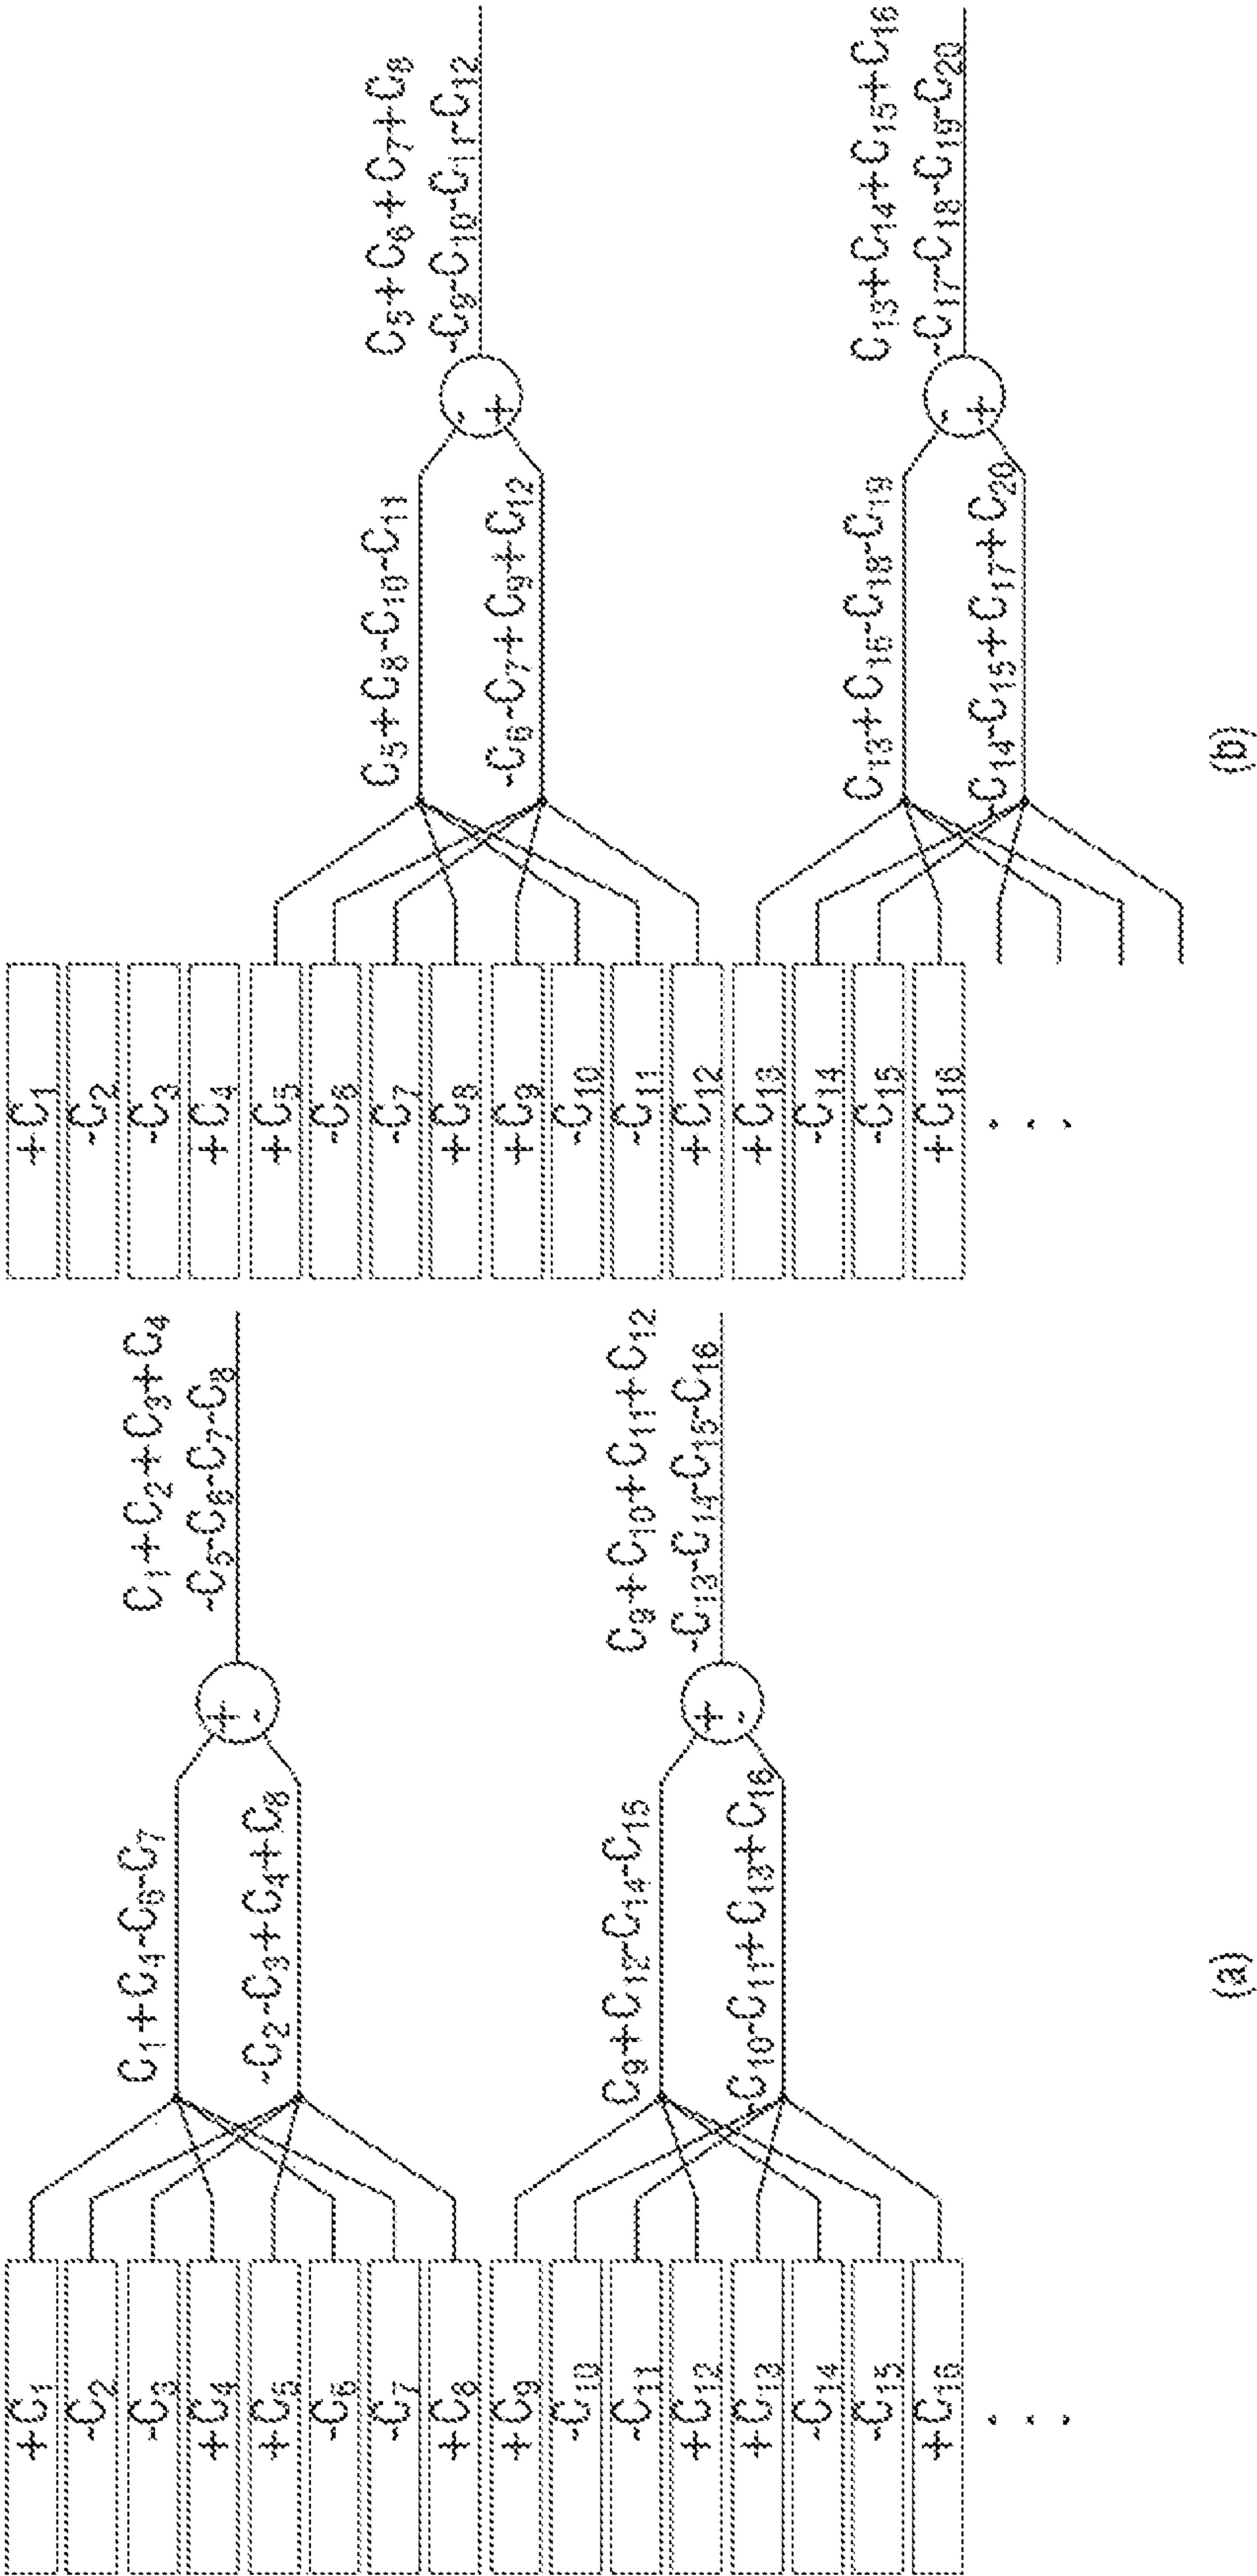 +C₁
-C₂
-C₃
+C₄
+C₅
-C₆
-C₇
+C₈
+C₉
-C₁₀
-C₁₁
+C₁₂
+C₁₃
-C₁₄
-C₁₅
+C₁₆
. . .
C₁+C₄-C₆-C₇
-C₂-C₃+C₄+C₈
+
-
C₁+C₂+C₃+C₄
-C₅-C₆-C₇-C₈
C₉+C₁₂-C₁₄-C₁₅
-C₁₀-C₁₁+C₁₃+C₁₆
+
-
C₉+C₁₀+C₁₁+C₁₂
-C₁₃-C₁₄-C₁₅-C₁₆
(a)
+C₁
-C₂
-C₃
+C₄
+C₅
-C₆
-C₇
+C₈
+C₉
-C₁₀
-C₁₁
+C₁₂
+C₁₃
-C₁₄
-C₁₅
+C₁₆
. . .
C₅+C₈-C₁₀-C₁₁
-C₆-C₇+C₉+C₁₂
-
+
C₅+C₆+C₇+C₈
-C₉-C₁₀-C₁₁-C₁₂
C₁₃+C₁₆-C₁₈-C₁₉
-C₁₄-C₁₅+C₁₇+C₂₀
-
+
C₁₃+C₁₄+C₁₅+C₁₆
-C₁₇-C₁₈-C₁₉-C₂₀
(b)